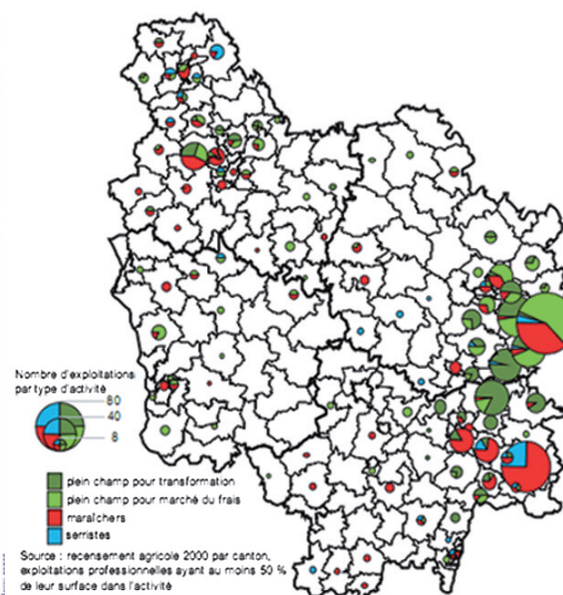 Nombre d'exploitations
par type d'activité
80
40
8
plein champ pour transformation
plein champ pour marché du frais
maraîchers
serristes
Source : recensement agricole 2000 par canton,
exploitations professionnelles ayant au moins 50 %
de leur surface dans l'activité